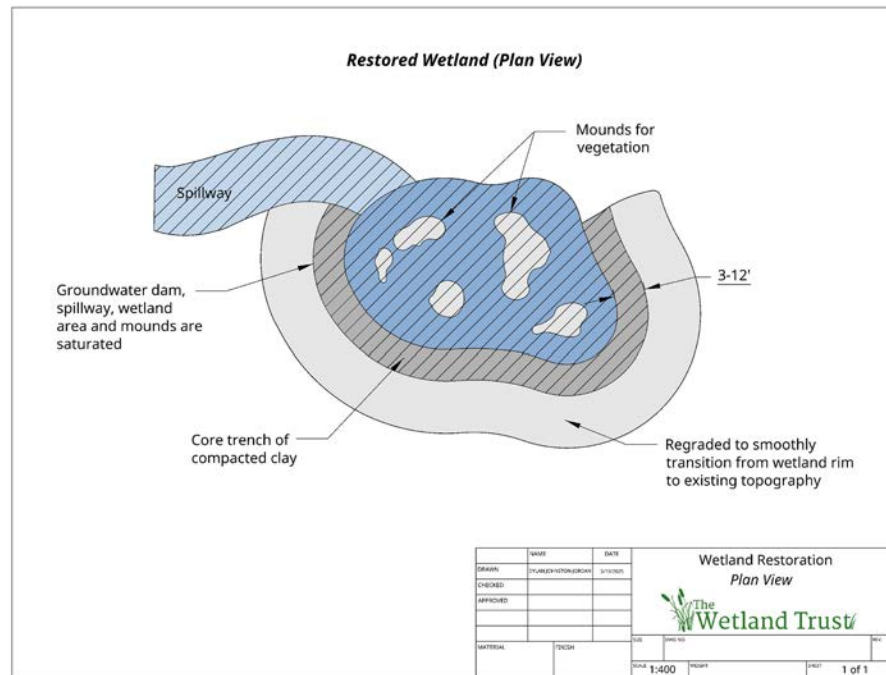 Restored Wetland (Plan View)
Mounds for
vegetation
Spillway
3-12'
Groundwater dam,
spillway, wetland
area and mounds are
saturated
Core trench of
compacted clay
Regraded to smoothly
transition from wetland rim
to existing topography
NAME DATE
DRAWN DYLAN JOHNSTON JORDAN
CHECKED
APPROVED
MATERIAL FINISH
Wetland Restoration
Plan View
The
Wetland Trust
SIZE DWG NO. REV.
SCALE 1:400 WEIGHT SHEET 1 of 1